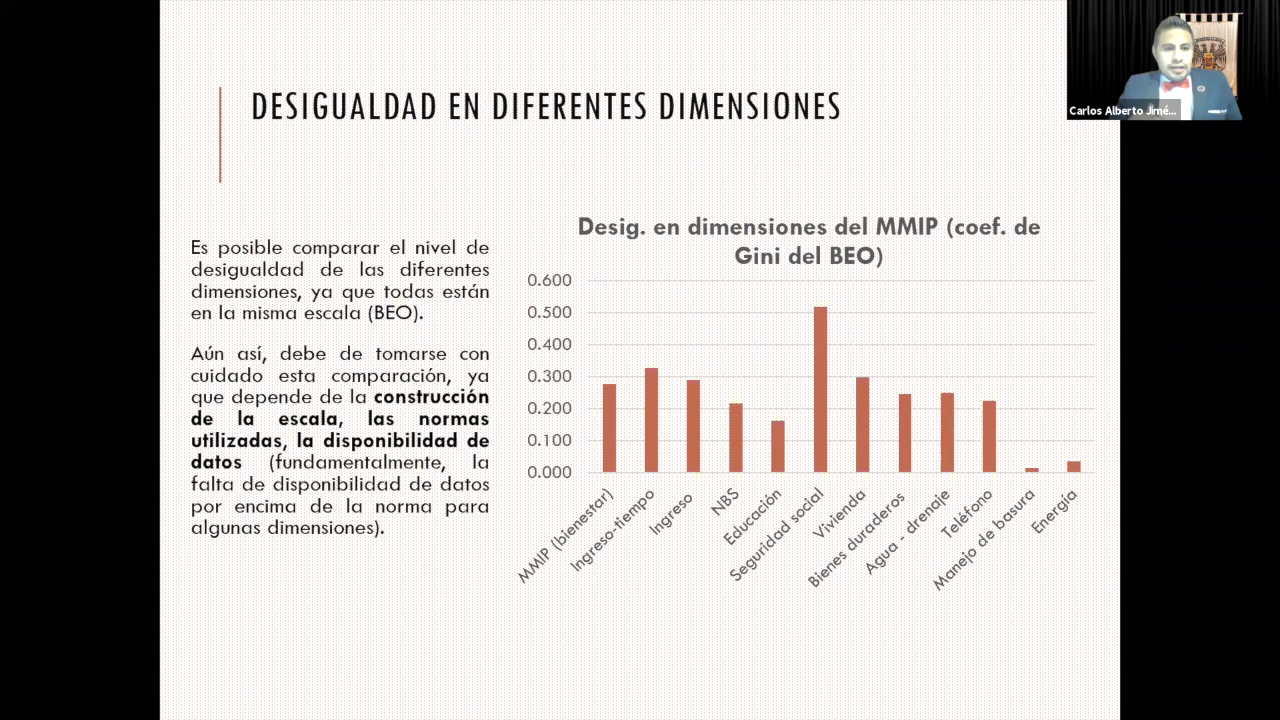 DESIGUALDAD EN DIFERENTES DIMENSIONES
Carlos Alberto Jimé...
Es posible comparar el nivel de
desigualdad de las diferentes
dimensiones, ya que todas están
en la misma escala (BEO).
Aún así, debe de tomarse con
cuidado esta comparación, ya
que depende de la construcción
de la escala, las normas
utilizadas, la disponibilidad de
datos (fundamentalmente, la
falta de disponibilidad de datos
por encima de la norma para
algunas dimensiones).
Desig. en dimensiones del MMIP (coef. de
Gini del BEO)
0.600
0.500
0.400
0.300
0.200
0.100
0.000
MMIP (bienestar)
Ingreso-tiempo
Ingreso
NBS
Educación
Seguridad social
Vivienda
Bienes duraderos
Agua - drenaje
Teléfono
Manejo de basura
Energía